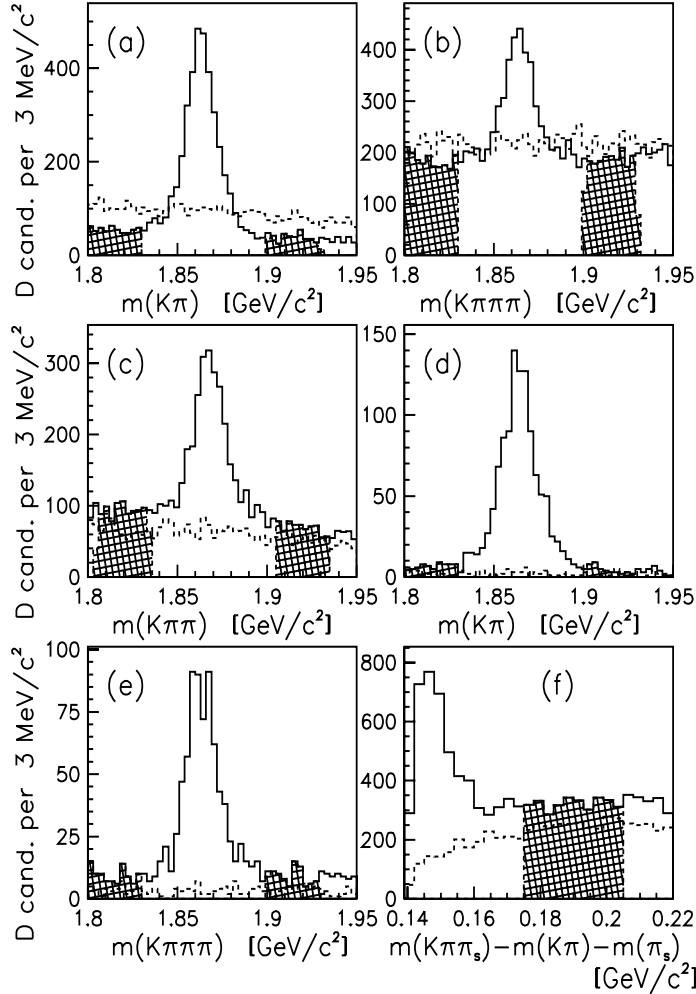 D cand. per 3 MeV/c²
(a)
400
200
0
1.8 1.85 1.9 1.95
m(Kπ) [GeV/c²]
(b)
400
300
200
100
0
1.8 1.85 1.9 1.95
m(Kπππ) [GeV/c²]
D cand. per 3 MeV/c²
(c)
300
200
100
0
1.8 1.85 1.9 1.95
m(Kππ) [GeV/c²]
(d)
150
100
50
0
1.8 1.85 1.9 1.95
m(Kπ) [GeV/c²]
D cand. per 3 MeV/c²
(e)
100
75
50
25
0
1.8 1.85 1.9 1.95
m(Kπππ) [GeV/c²]
(f)
800
600
400
200
0
0.14 0.16 0.18 0.2 0.22
m(Kππₛ)−m(Kπ)−m(πₛ)
[GeV/c²]